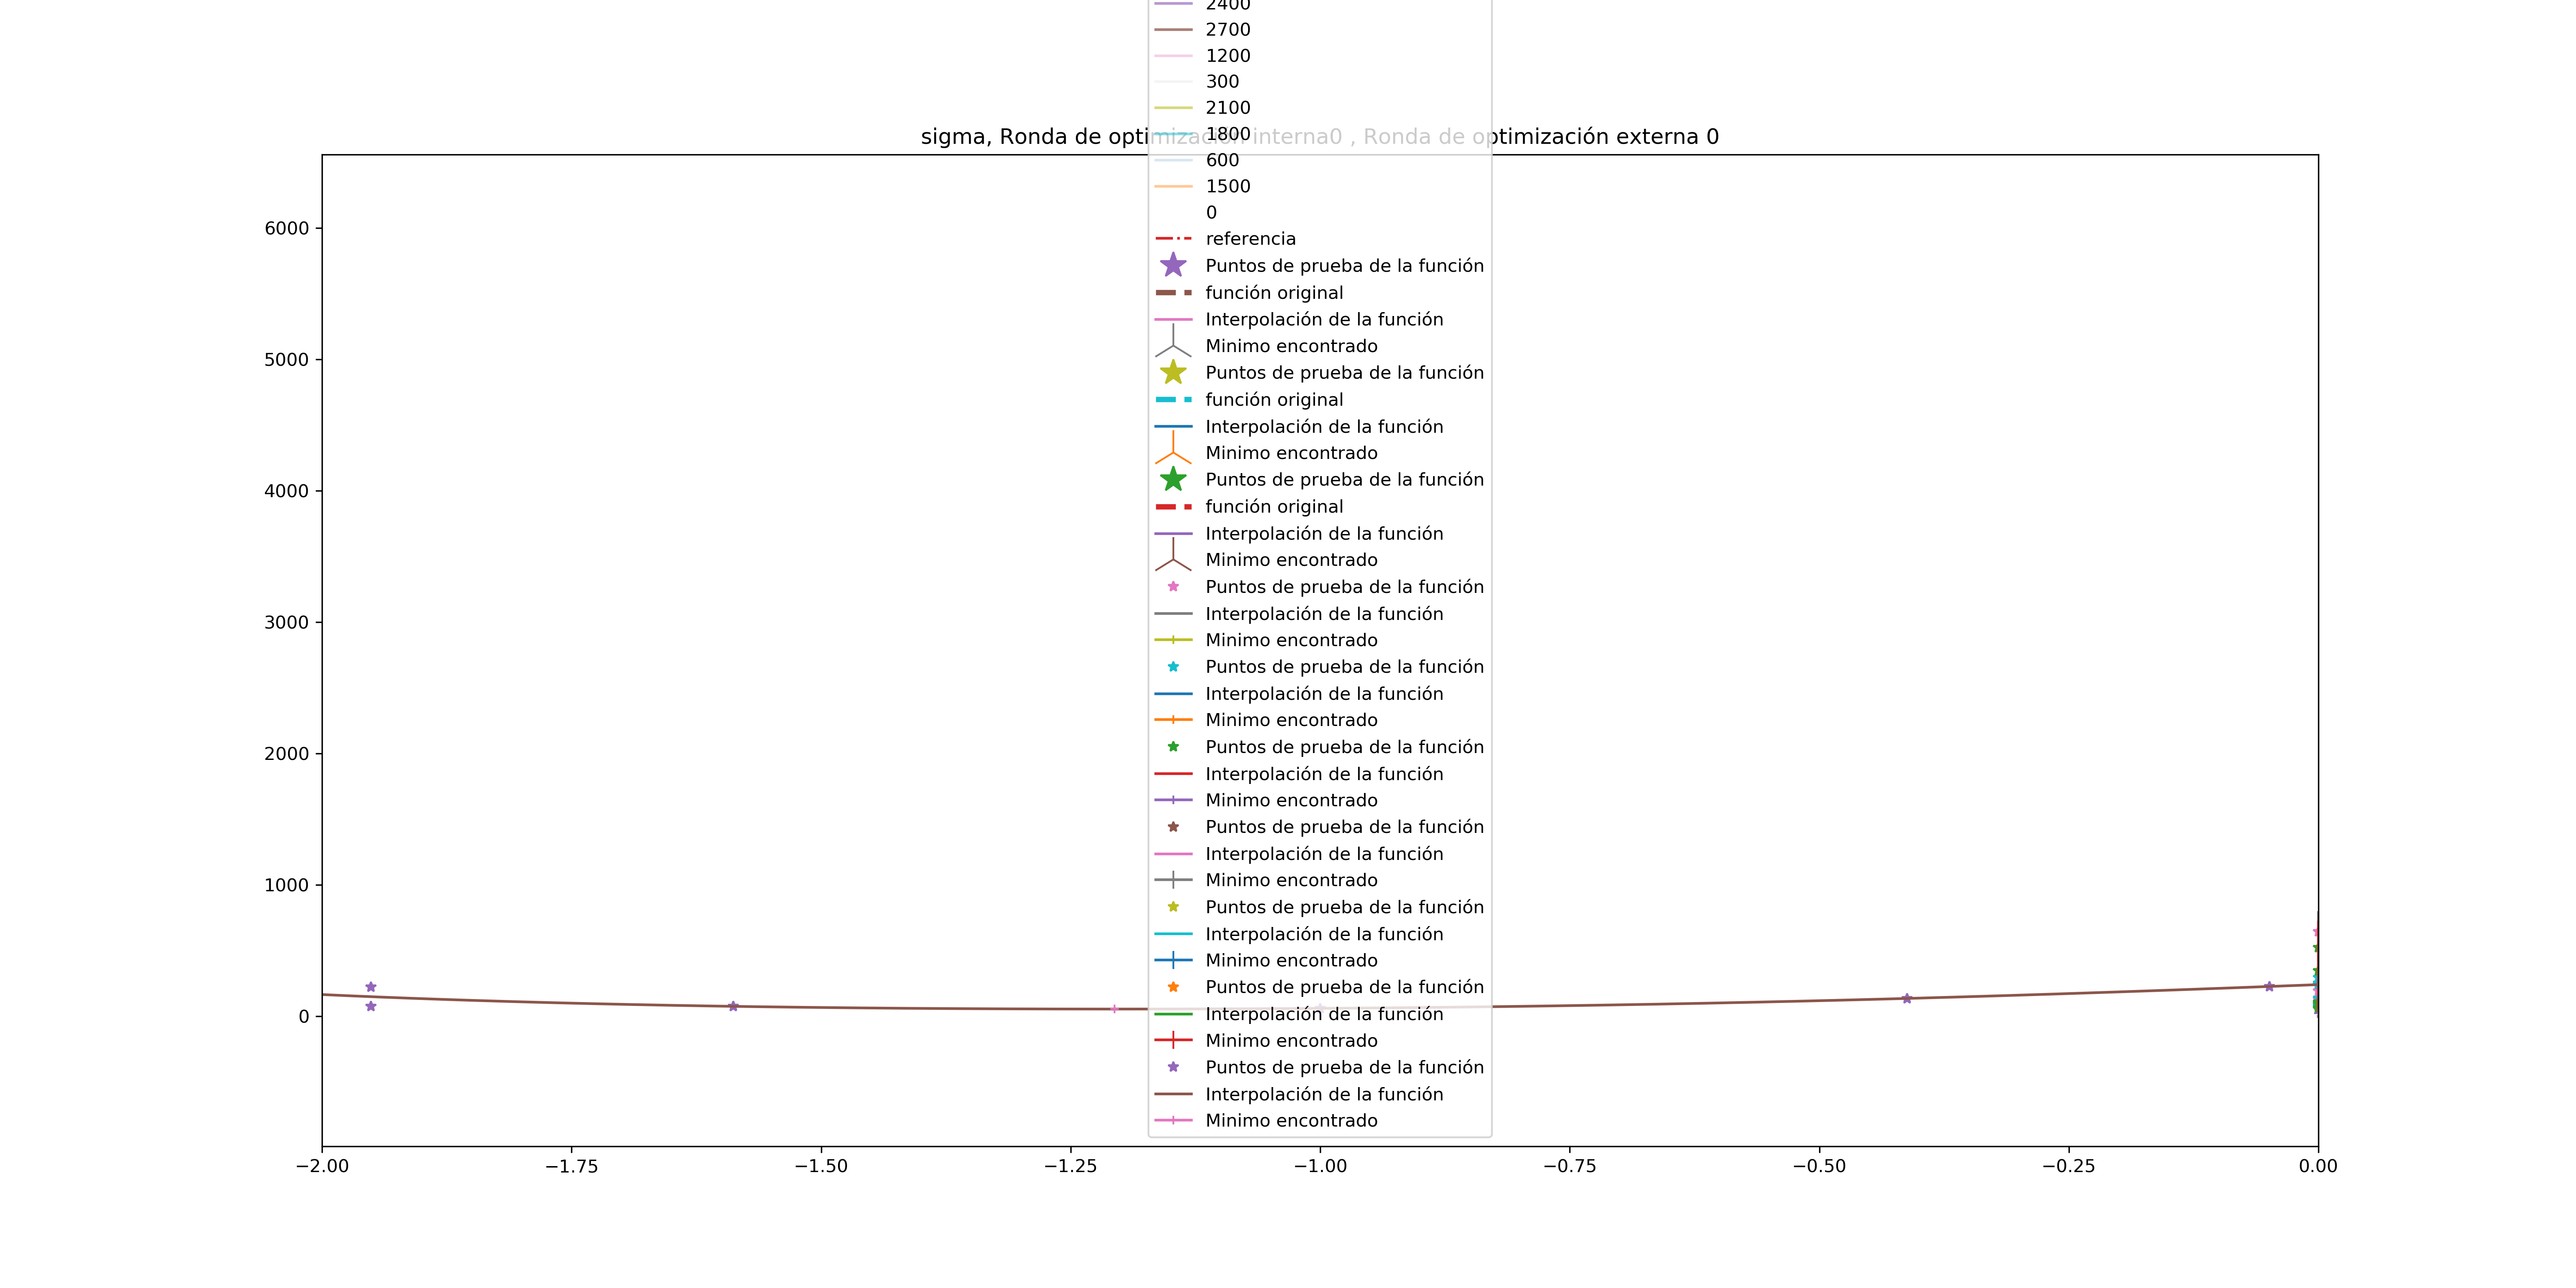 2400
2700
1200
300
2100
1800
sigma, Ronda de optimización interna0 , Ronda de optimización externa 0
600
1500
0
referencia
Puntos de prueba de la función
función original
Interpolación de la función
Minimo encontrado
Puntos de prueba de la función
función original
Interpolación de la función
Minimo encontrado
Puntos de prueba de la función
función original
Interpolación de la función
Minimo encontrado
Puntos de prueba de la función
Interpolación de la función
Minimo encontrado
Puntos de prueba de la función
Interpolación de la función
Minimo encontrado
Puntos de prueba de la función
Interpolación de la función
Minimo encontrado
Puntos de prueba de la función
Interpolación de la función
Minimo encontrado
Puntos de prueba de la función
Interpolación de la función
Minimo encontrado
Puntos de prueba de la función
Interpolación de la función
Minimo encontrado
Puntos de prueba de la función
Interpolación de la función
Minimo encontrado
6000
5000
4000
3000
2000
1000
0
−2.00 −1.75 −1.50 −1.25 −1.00 −0.75 −0.50 −0.25 0.00